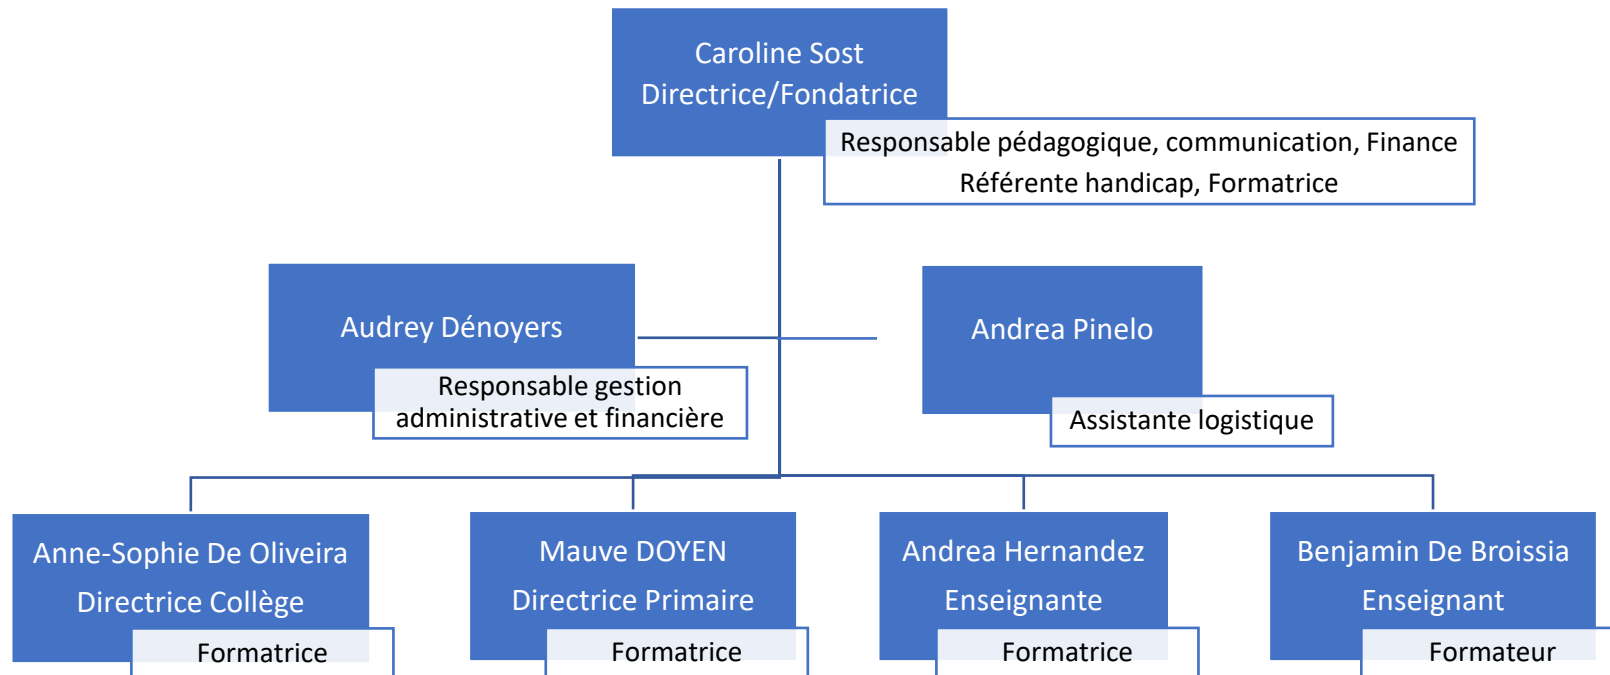 Caroline Sost
Directrice/Fondatrice
Responsable pédagogique, communication, Finance
Référente handicap, Formatrice
Audrey Dénoyers
Responsable gestion
administrative et financière
Andrea Pinelo
Assistante logistique
Anne-Sophie De Oliveira
Directrice Collège
Formatrice
Mauve DOYEN
Directrice Primaire
Formatrice
Andrea Hernandez
Enseignante
Formatrice
Benjamin De Broissia
Enseignant
Formateur